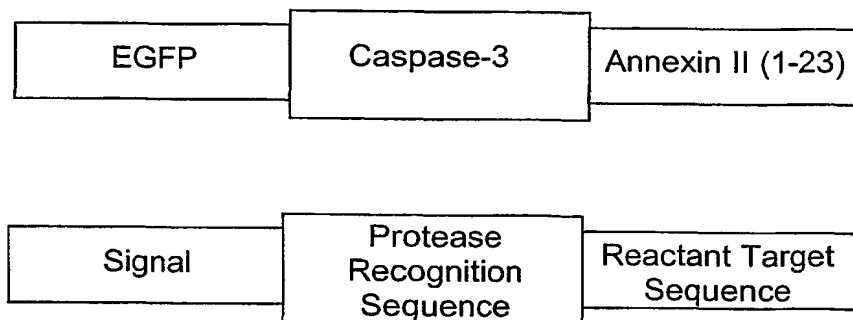 EGFP
Caspase-3
Annexin II (1-23)
Signal
Protease
Recognition
Sequence
Reactant Target
Sequence